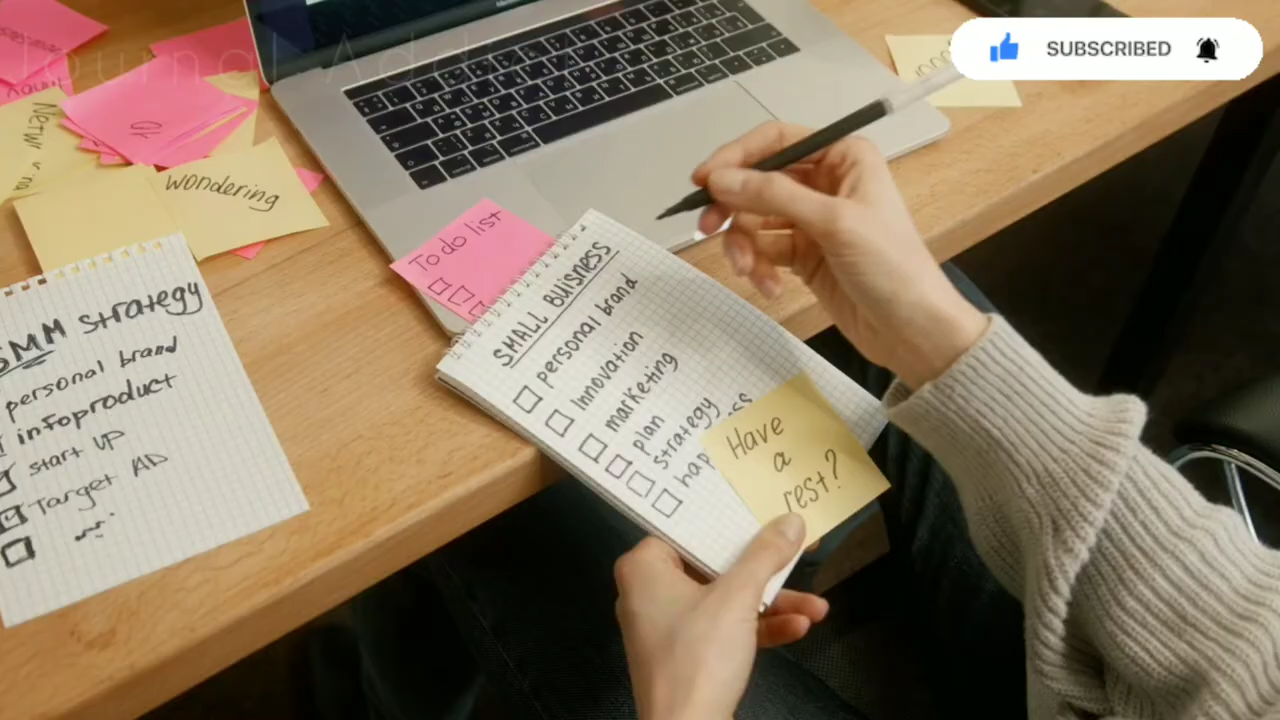 SUBSCRIBED
wondering
To do list
SMALL BUISNESS
personal brand
Innovation
marketing
plan
strategy
Have
a
rest?
SMM strategy
personal brand
infoproduct
start UP
Target AD